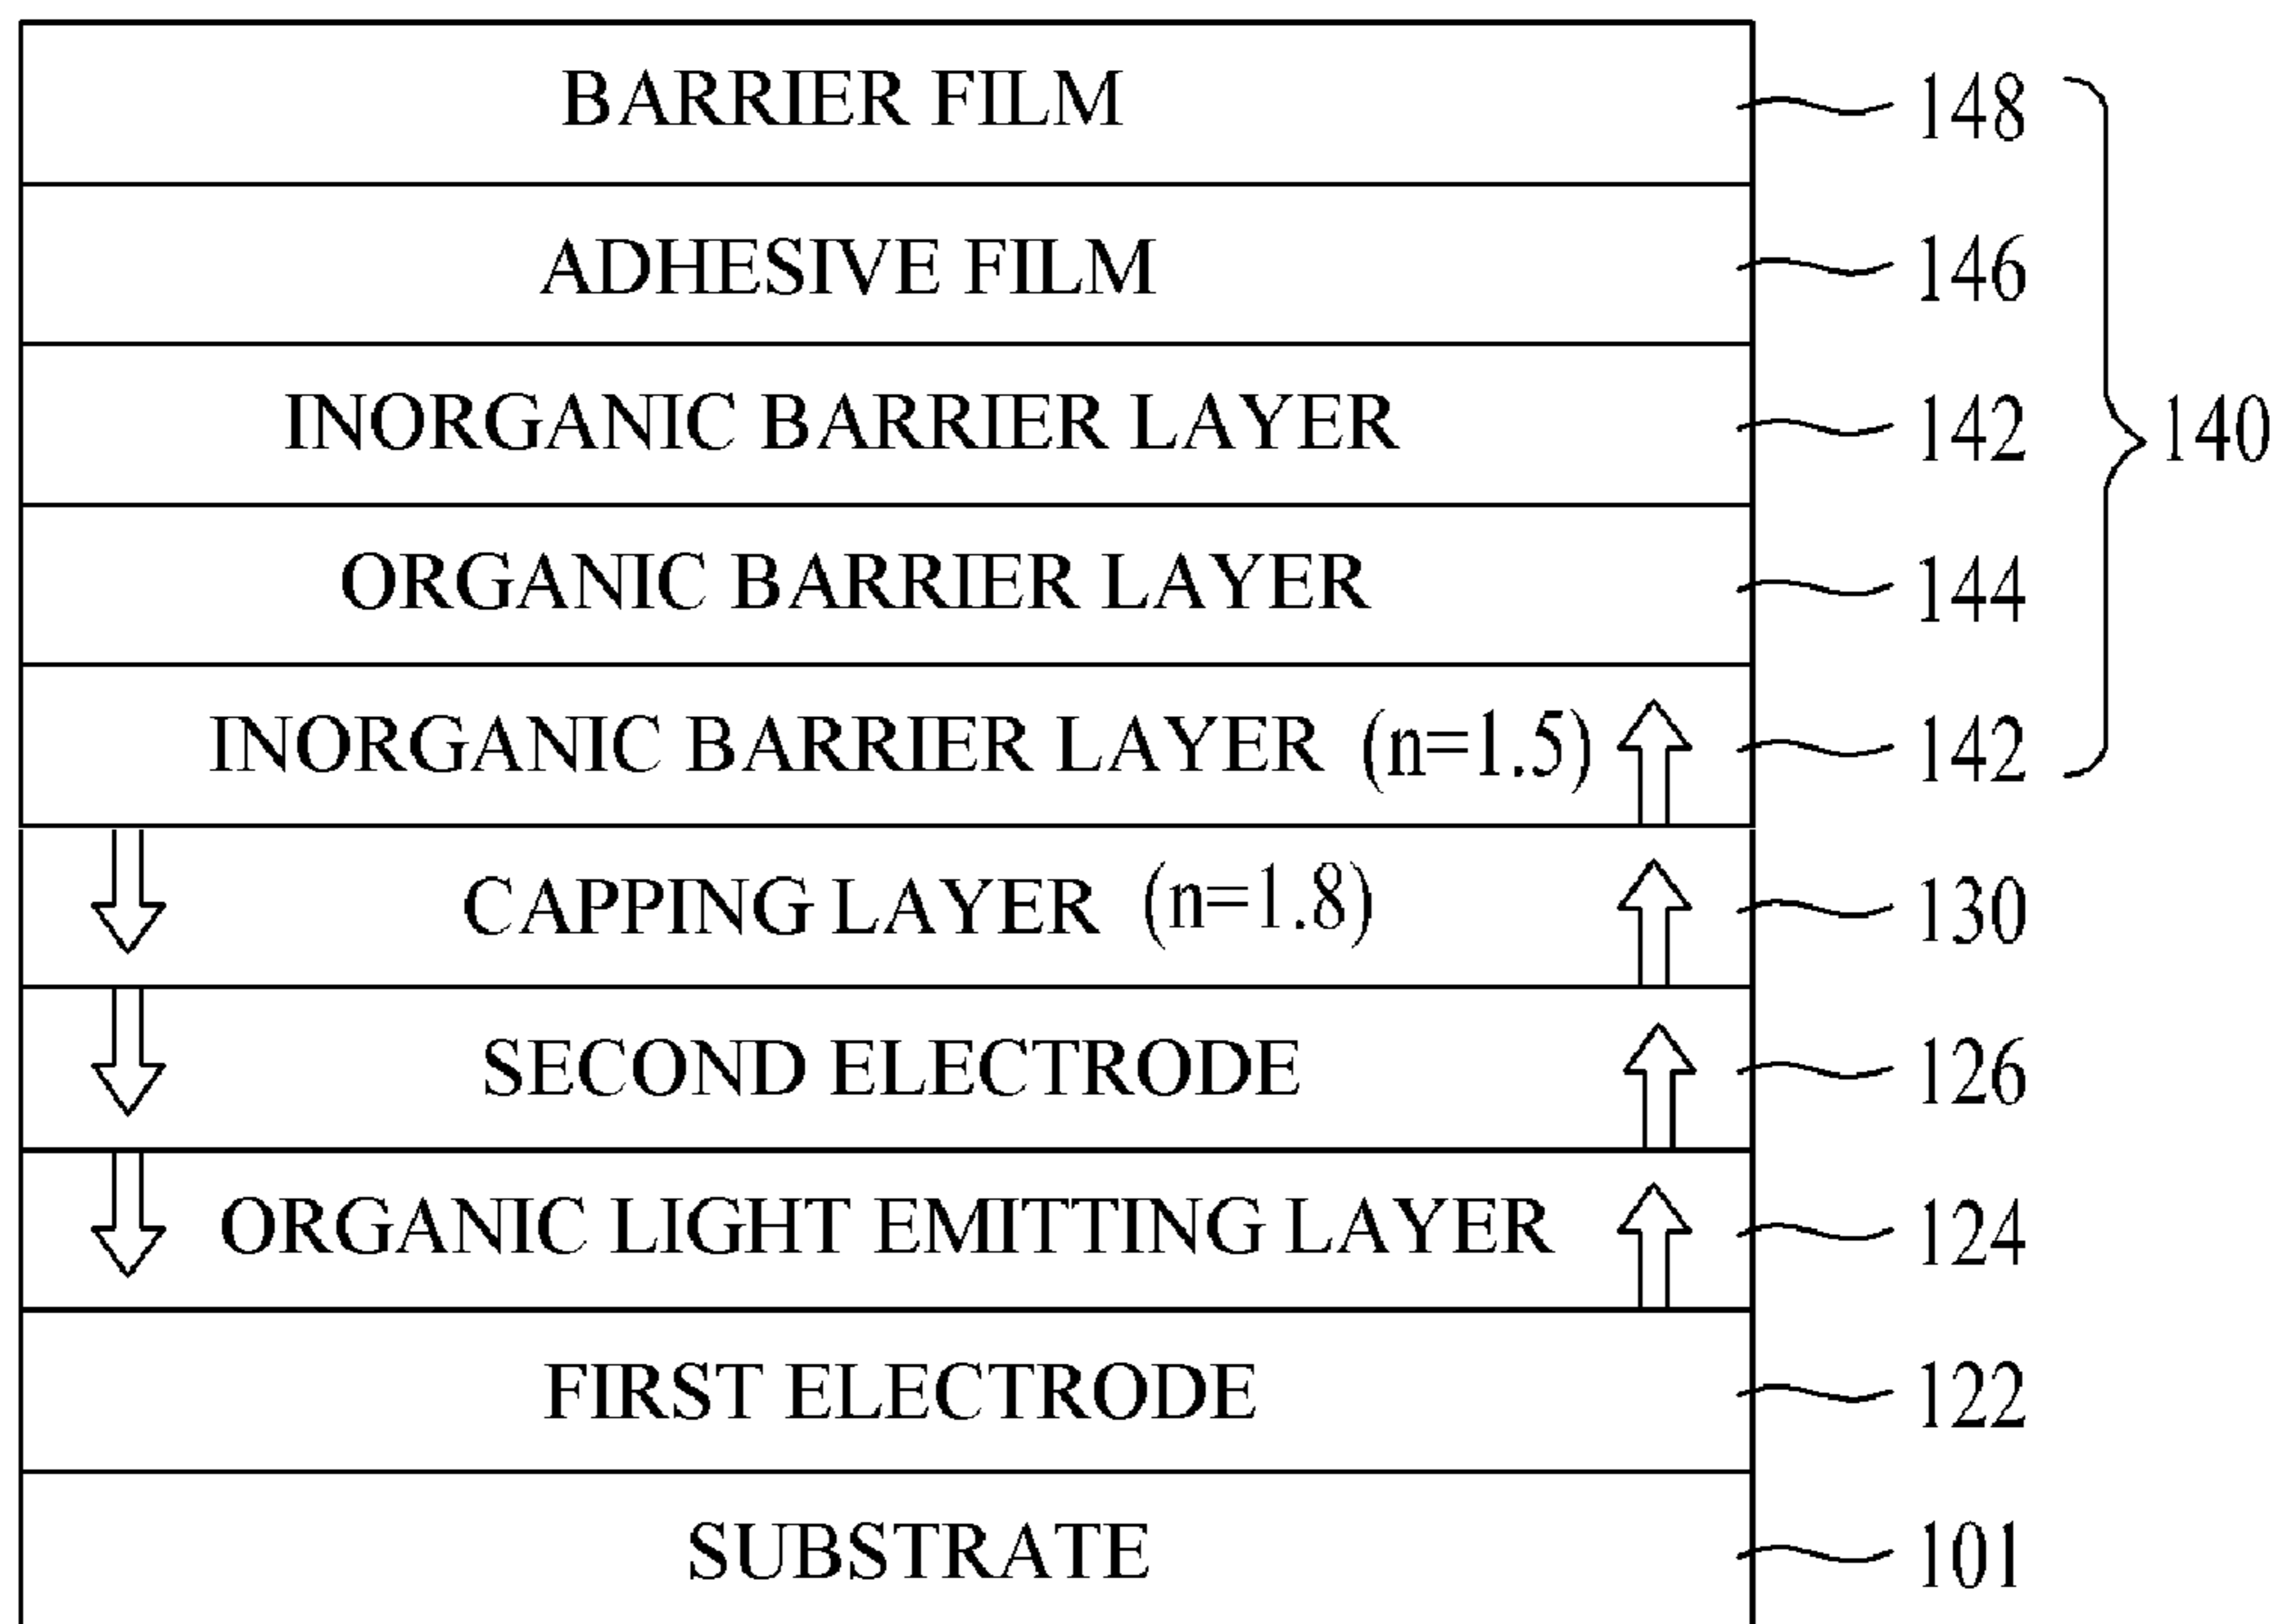 BARRIER FILM 148
ADHESIVE FILM 146
INORGANIC BARRIER LAYER 142
140
ORGANIC BARRIER LAYER 144
INORGANIC BARRIER LAYER (n=1.5) 142
CAPPING LAYER (n=1.8) 130
SECOND ELECTRODE 126
ORGANIC LIGHT EMITTING LAYER 124
FIRST ELECTRODE 122
SUBSTRATE 101